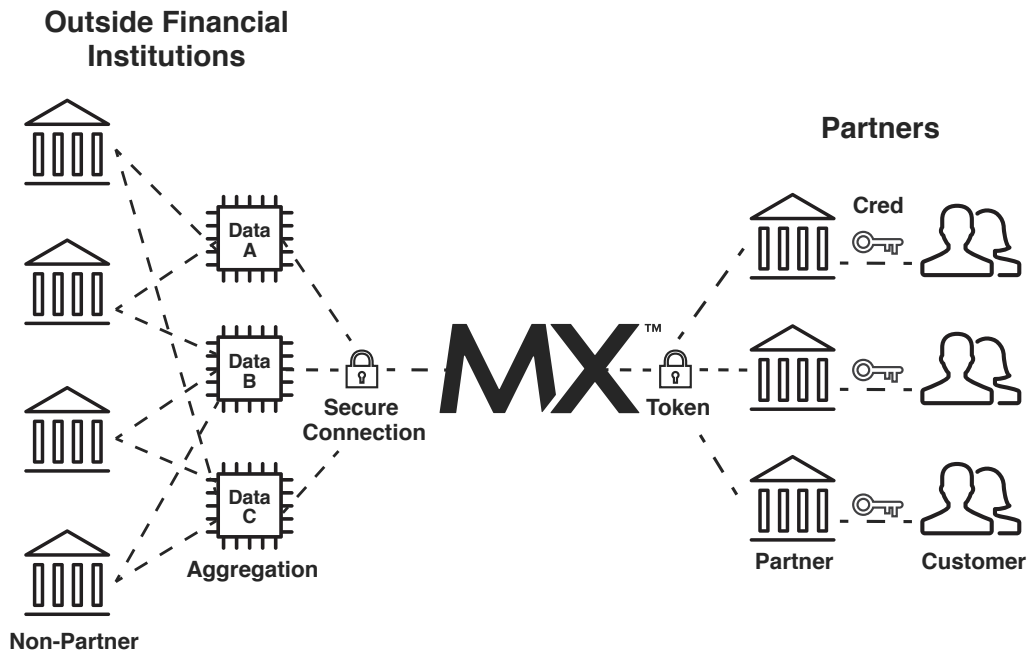 Outside Financial
Institutions
Partners
Data
A
Data
B
Data
C
Aggregation
Non-Partner
Secure
Connection
MX™
Token
Cred
Partner
Customer